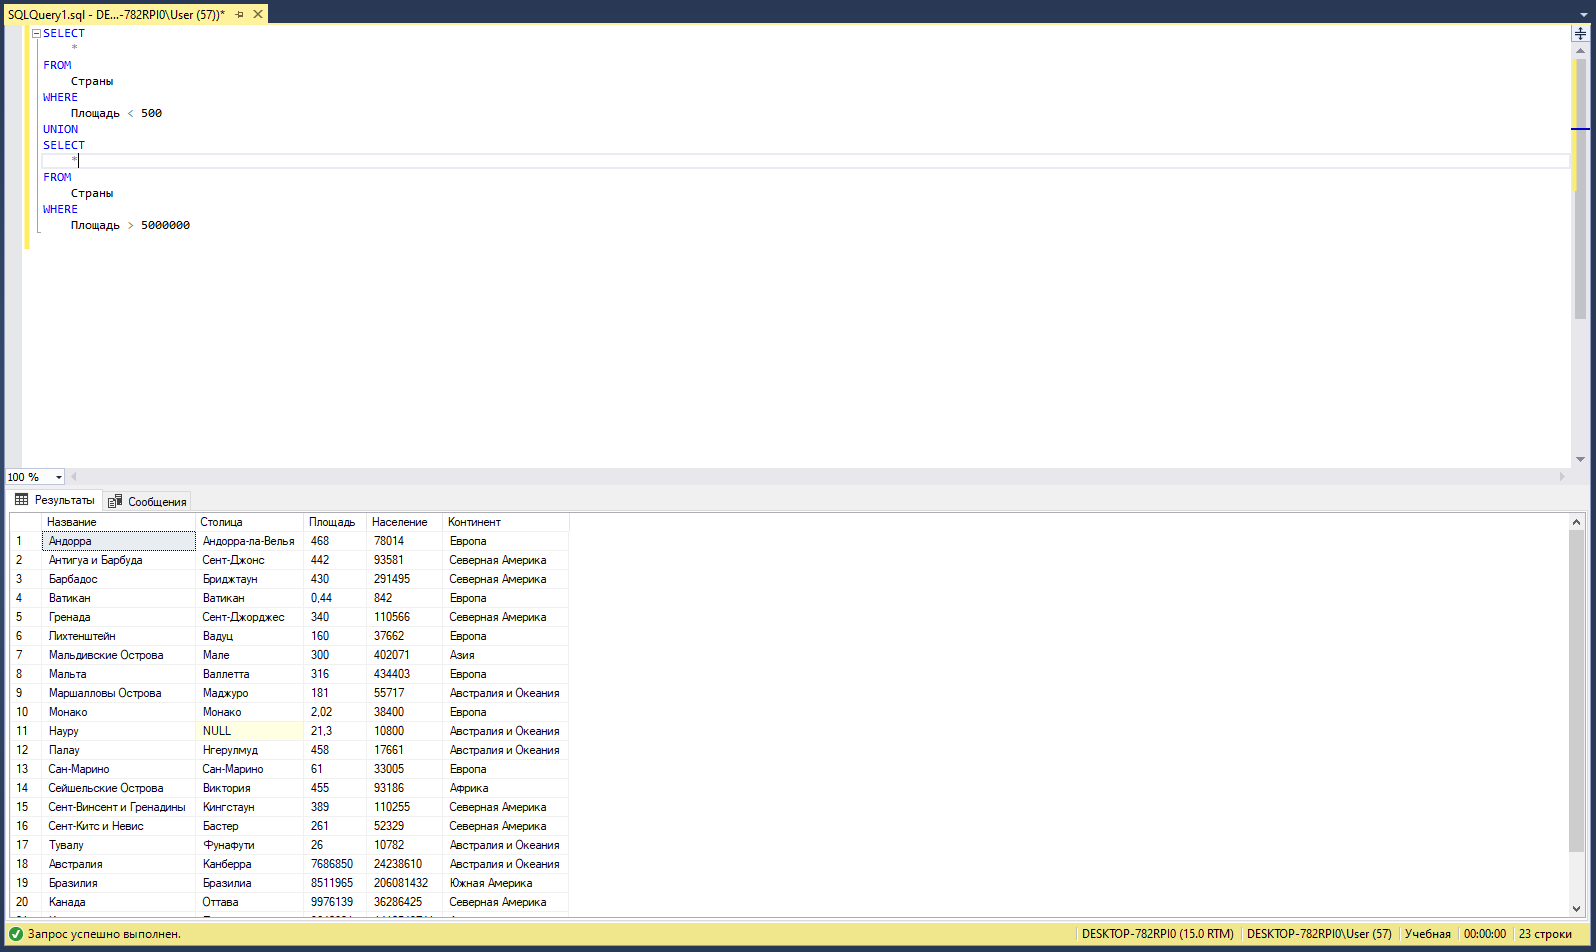 SQLQuery1.sql - DE...-782RPI0\User (57))*
SELECT
*
FROM
Страны
WHERE
Площадь < 500
UNION
SELECT
*
FROM
Страны
WHERE
Площадь > 5000000
100 %
Результаты Сообщения
Название Столица Площадь Население Континент
1 Андорра Андорра-ла-Велья 468 78014 Европа
2 Антигуа и Барбуда Сент-Джонс 442 93581 Северная Америка
3 Барбадос Бриджтаун 430 291495 Северная Америка
4 Ватикан Ватикан 0,44 842 Европа
5 Гренада Сент-Джорджес 340 110566 Северная Америка
6 Лихтенштейн Вадуц 160 37662 Европа
7 Мальдивские Острова Мале 300 402071 Азия
8 Мальта Валлетта 316 434403 Европа
9 Маршалловы Острова Маджуро 181 55717 Австралия и Океания
10 Монако Монако 2,02 38400 Европа
11 Науру NULL 21,3 10800 Австралия и Океания
12 Палау Нгерулмуд 458 17661 Австралия и Океания
13 Сан-Марино Сан-Марино 61 33005 Европа
14 Сейшельские Острова Виктория 455 93186 Африка
15 Сент-Винсент и Гренадины Кингстаун 389 110255 Северная Америка
16 Сент-Китс и Невис Бастер 261 52329 Северная Америка
17 Тувалу Фунафути 26 10782 Австралия и Океания
18 Австралия Канберра 7686850 24238610 Австралия и Океания
19 Бразилия Бразилиа 8511965 206081432 Южная Америка
20 Канада Оттава 9976139 36286425 Северная Америка
Запрос успешно выполнен. DESKTOP-782RPI0 (15.0 RTM) DESKTOP-782RPI0\User (57) Учебная 00:00:00 23 строки